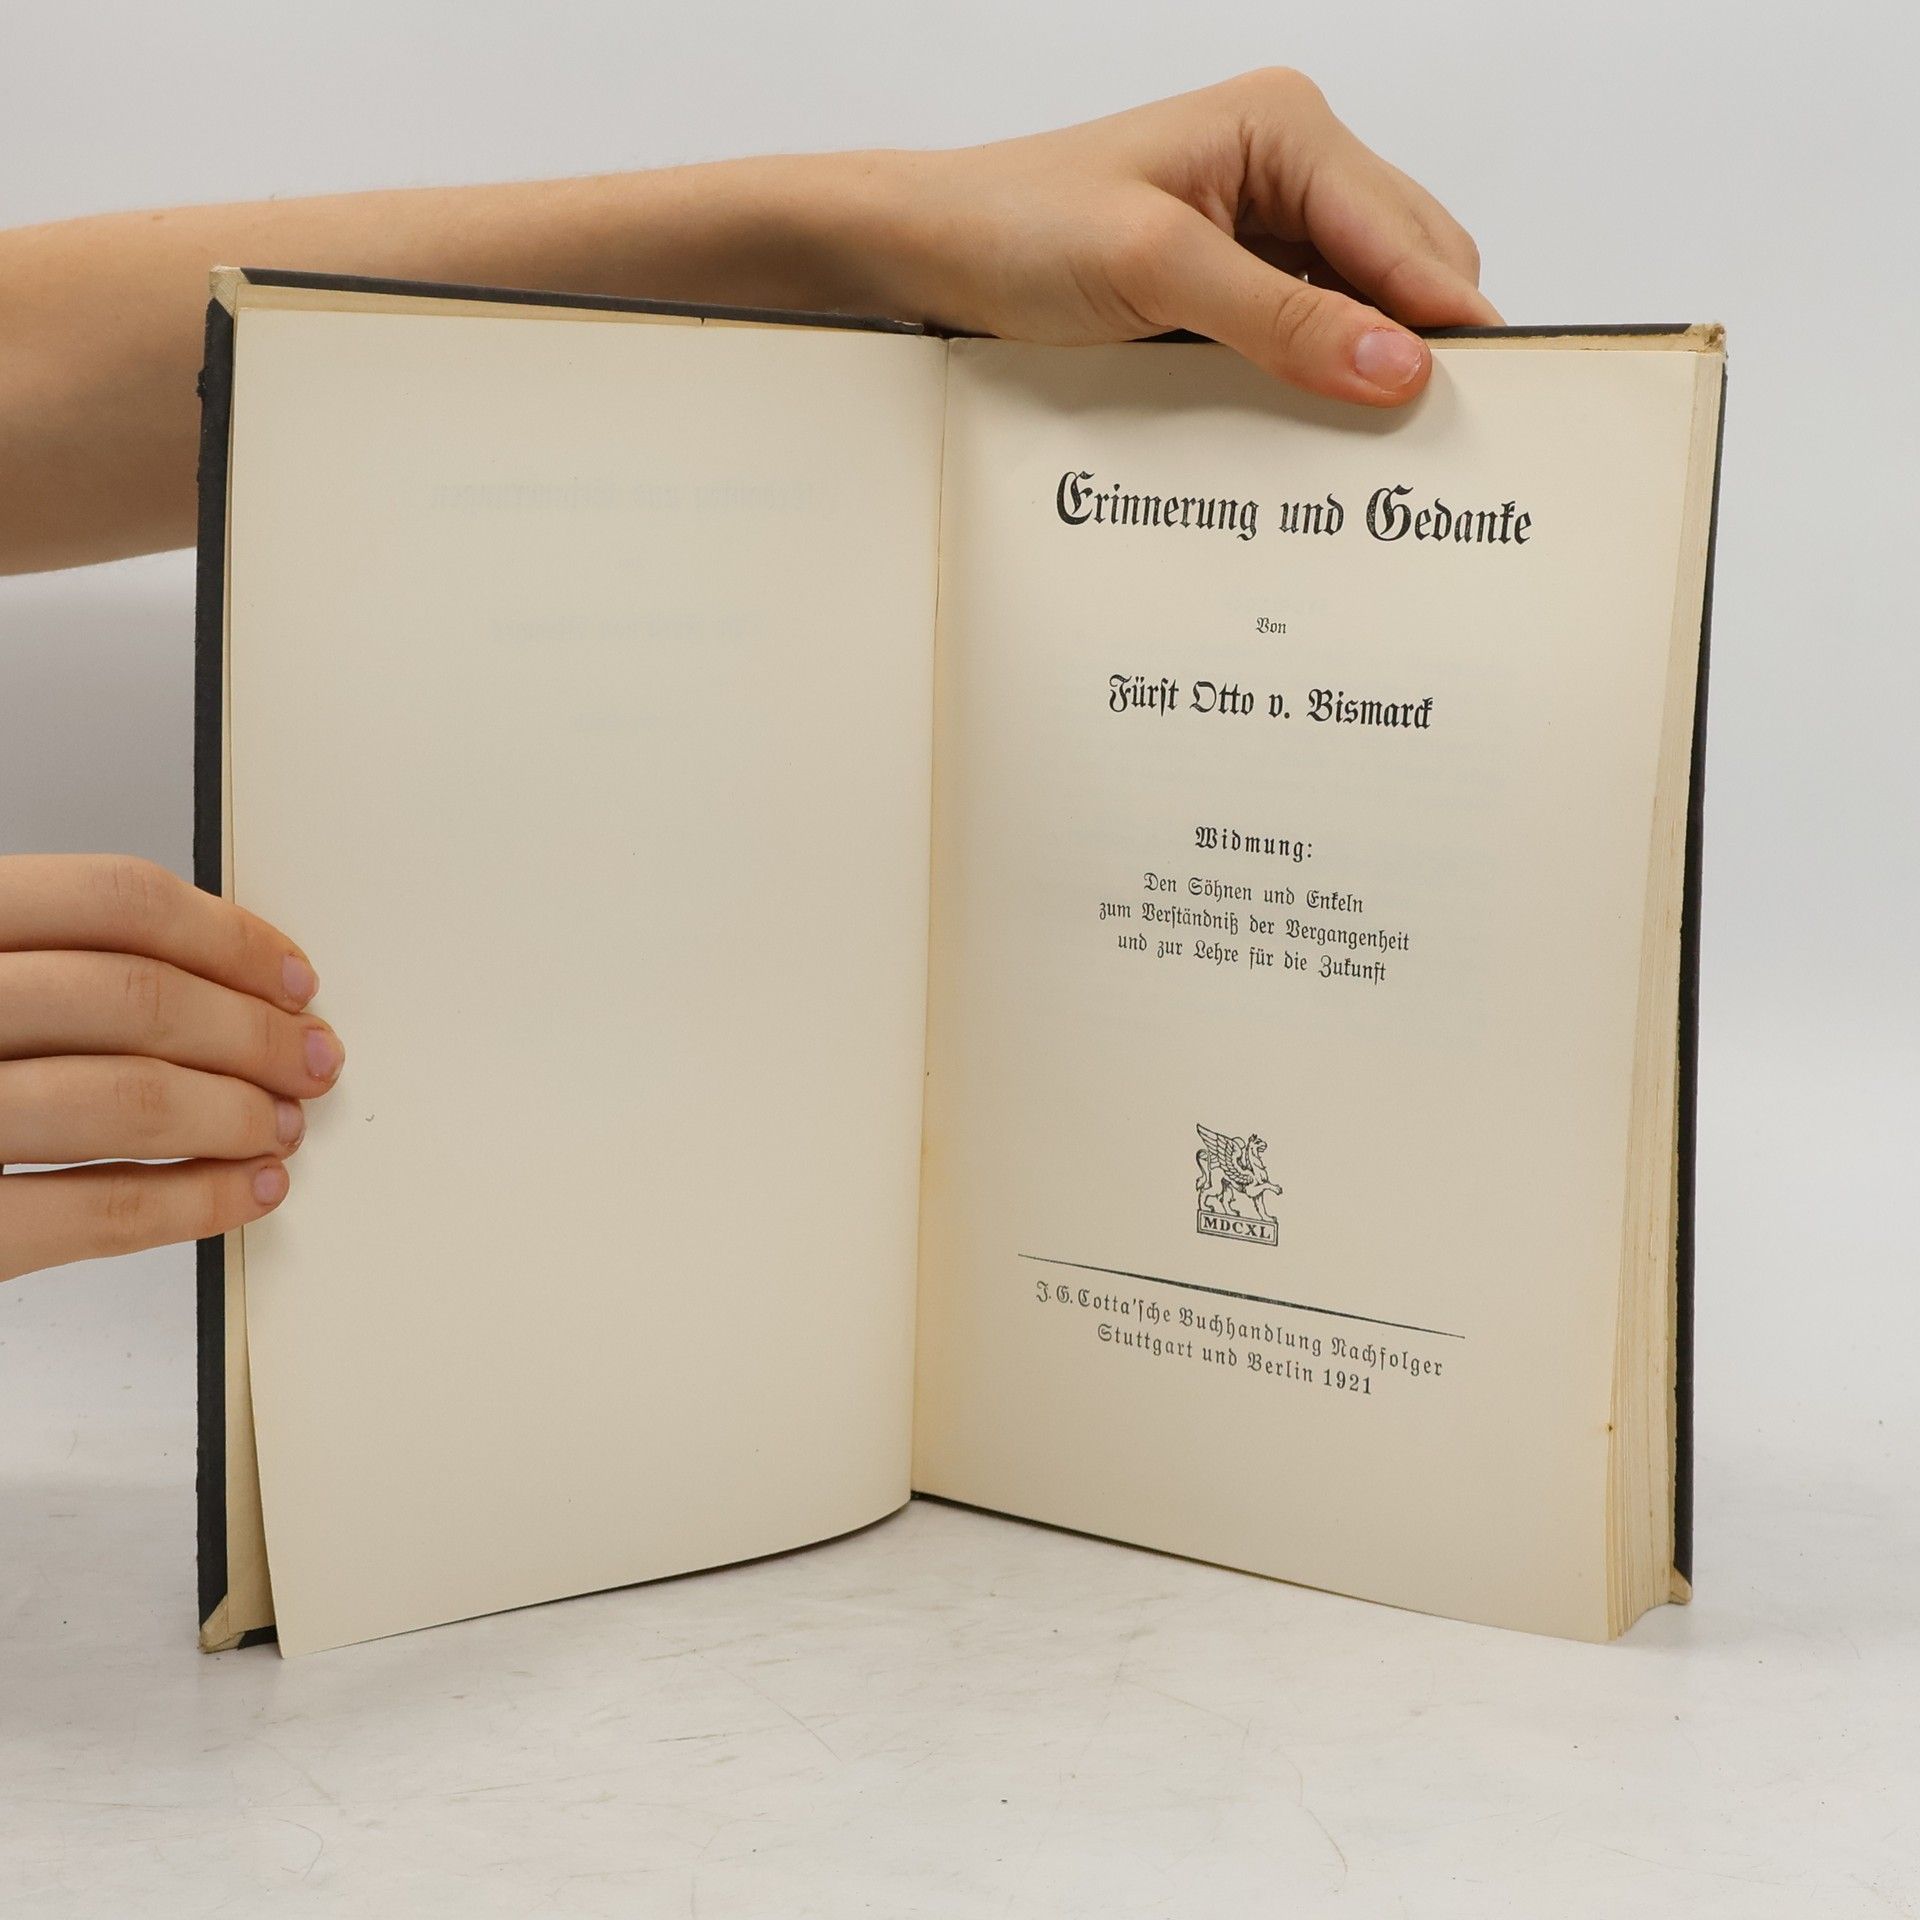 Erinnerung und Gedanke
Von
Fürst Otto v. Bismarck
Widmung:
Den Söhnen und Enkeln
zum Verständniß der Vergangenheit
und zur Lehre für die Zukunft
MDCXL
J. G. Cotta'sche Buchhandlung Nachfolger
Stuttgart und Berlin 1921